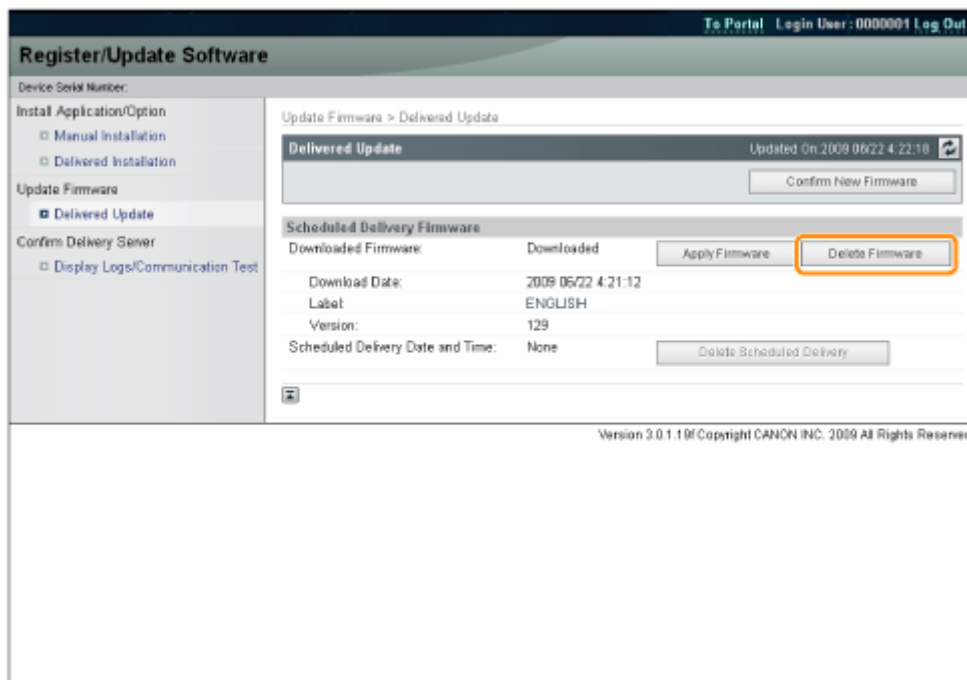 To Portal Login User : 0000001 Log Out
Register/Update Software
Device Serial Number:
Install Application/Option
Manual Installation
Delivered Installation
Update Firmware
Delivered Update
Confirm Delivery Server
Display Logs/Communication Test
Update Firmware > Delivered Update
Delivered Update Updated On:2009 06/22 4:22:18
Confirm New Firmware
Scheduled Delivery Firmware
Downloaded Firmware: Downloaded Apply Firmware Delete Firmware
Download Date: 2009 06/22 4:21:12
Label: ENGLISH
Version: 129
Scheduled Delivery Date and Time: None Delete Scheduled Delivery
Version 3.0.1.19f Copyright CANON INC. 2009 All Rights Reserve